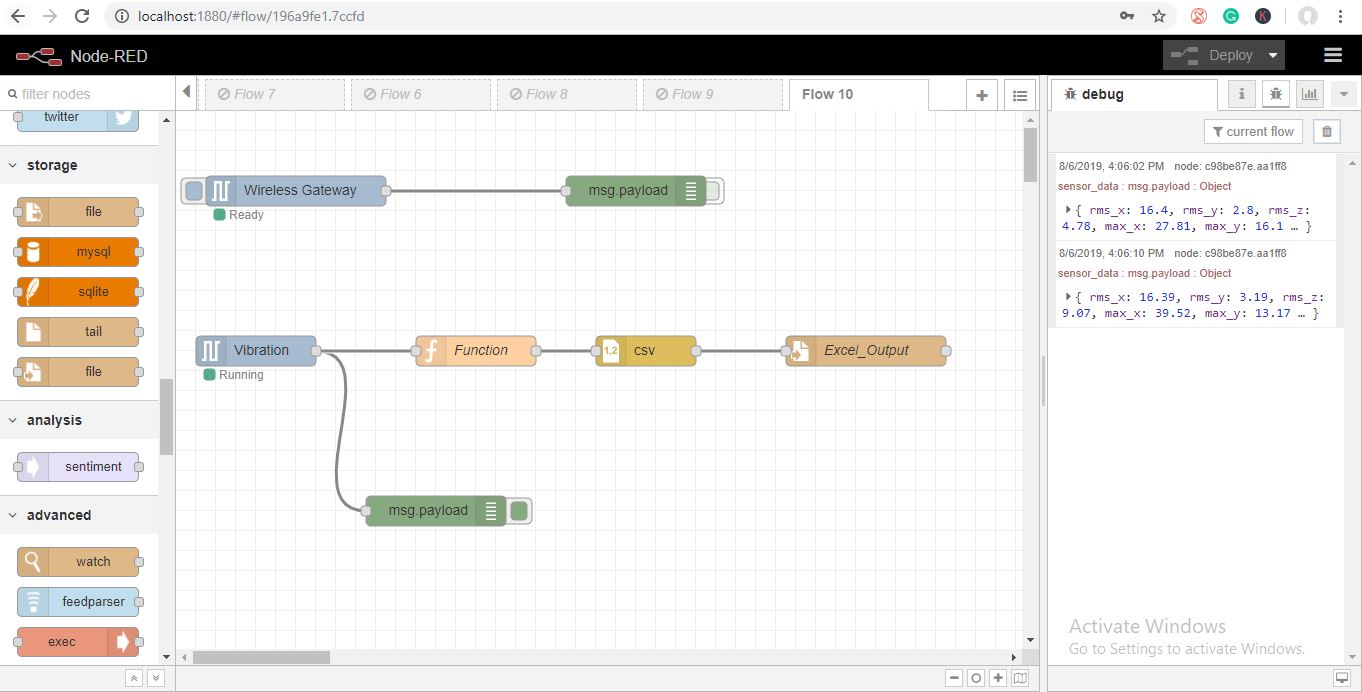 localhost:1880/#flow/196a9fe1.7ccfd
Node-RED
Deploy
filter nodes
Flow 7
Flow 6
Flow 8
Flow 9
Flow 10
debug
current flow
twitter
storage
file
mysql
sqlite
tail
file
analysis
sentiment
advanced
watch
feedparser
exec
Wireless Gateway
Ready
msg.payload
Vibration
Running
Function
1,2
csv
Excel_Output
msg.payload
8/6/2019, 4:06:02 PM node: c98be87e.aa1ff8
sensor_data : msg.payload : Object
{ rms_x: 16.4, rms_y: 2.8, rms_z:
4.78, max_x: 27.81, max_y: 16.1 … }
8/6/2019, 4:06:10 PM node: c98be87e.aa1ff8
sensor_data : msg.payload : Object
{ rms_x: 16.39, rms_y: 3.19, rms_z:
9.07, max_x: 39.52, max_y: 13.17 … }
Activate Windows
Go to Settings to activate Windows.